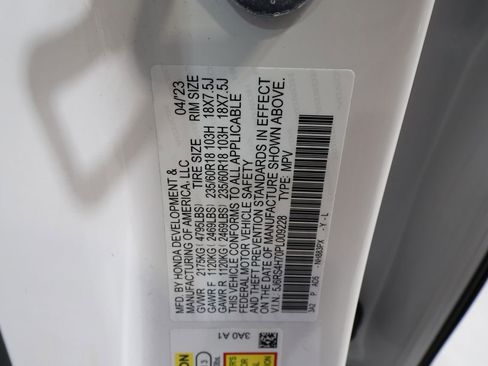 MFD. BY HONDA DEVELOPMENT & 04/'23
MANUFACTURING OF AMERICA, LLC
TIRE SIZE RIM SIZE
GVWR 2175KG (4795LBS)
GAWR F 1120KG (2469LBS) 235/60R18 103H 18X7.5J
GAWR R 1120KG (2469LBS) 235/60R18 103H 18X7.5J
THIS VEHICLE CONFORMS TO ALL APPLICABLE
FEDERAL MOTOR VEHICLE SAFETY
AND THEFT PREVENTION STANDARDS IN EFFECT
ON THE DATE OF MANUFACTURE SHOWN ABOVE.
V.I.N. 5J6RS4H70PL009228 TYPE: MPV
3A0 A1